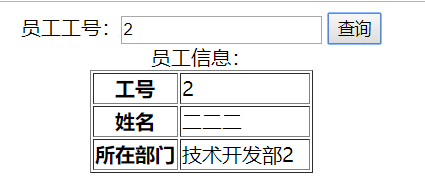 员工工号：2 查询
员工信息：
工号 2
姓名 二二二
所在部门 技术开发部2